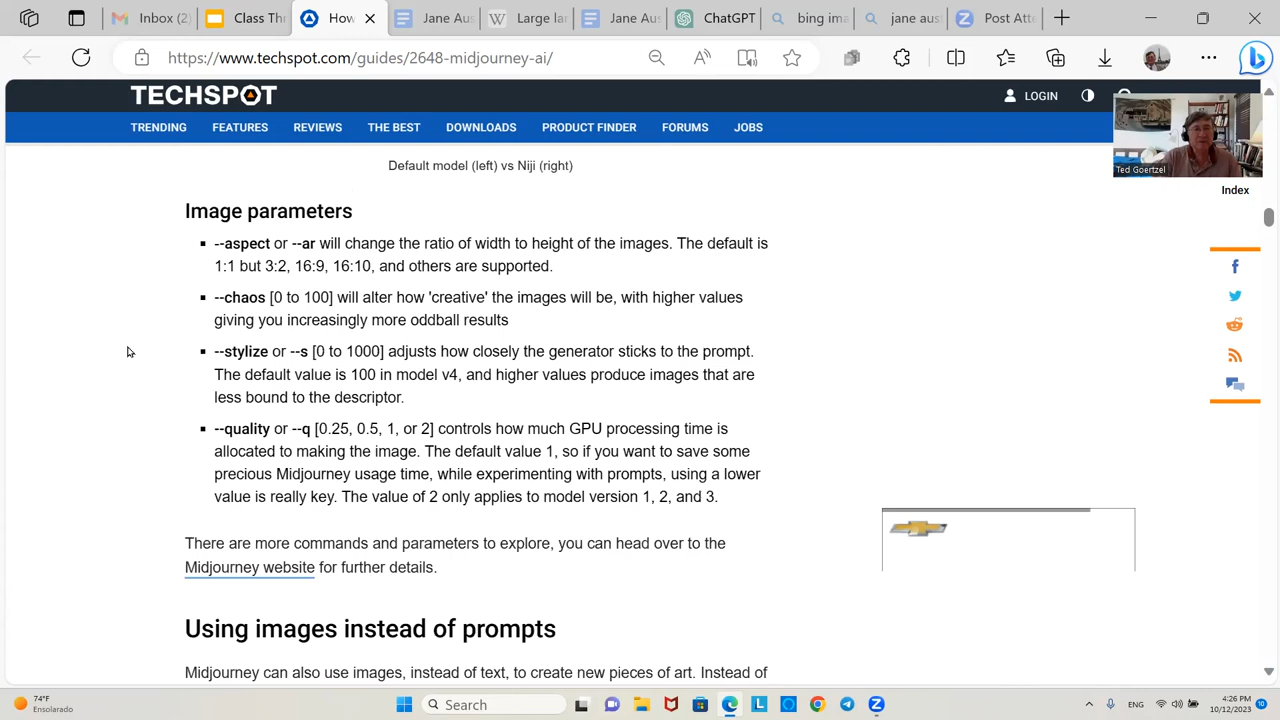 Inbox (2)
Class Thr
How
Jane Aus
Large lan
Jane Aus
ChatGPT
bing ima
jane aust
Post Atte
https://www.techspot.com/guides/2648-midjourney-ai/
TECHSPOT
LOGIN
TRENDING FEATURES REVIEWS THE BEST DOWNLOADS PRODUCT FINDER FORUMS JOBS
Ted Goertzel
Index
Default model (left) vs Niji (right)
Image parameters
--aspect or --ar will change the ratio of width to height of the images. The default is
1:1 but 3:2, 16:9, 16:10, and others are supported.
--chaos [0 to 100] will alter how 'creative' the images will be, with higher values
giving you increasingly more oddball results
--stylize or --s [0 to 1000] adjusts how closely the generator sticks to the prompt.
The default value is 100 in model v4, and higher values produce images that are
less bound to the descriptor.
--quality or --q [0.25, 0.5, 1, or 2] controls how much GPU processing time is
allocated to making the image. The default value 1, so if you want to save some
precious Midjourney usage time, while experimenting with prompts, using a lower
value is really key. The value of 2 only applies to model version 1, 2, and 3.
There are more commands and parameters to explore, you can head over to the
Midjourney website for further details.
Using images instead of prompts
Midjourney can also use images, instead of text, to create new pieces of art. Instead of
74°F
Ensolarado
Search
ENG
4:26 PM
10/12/2023